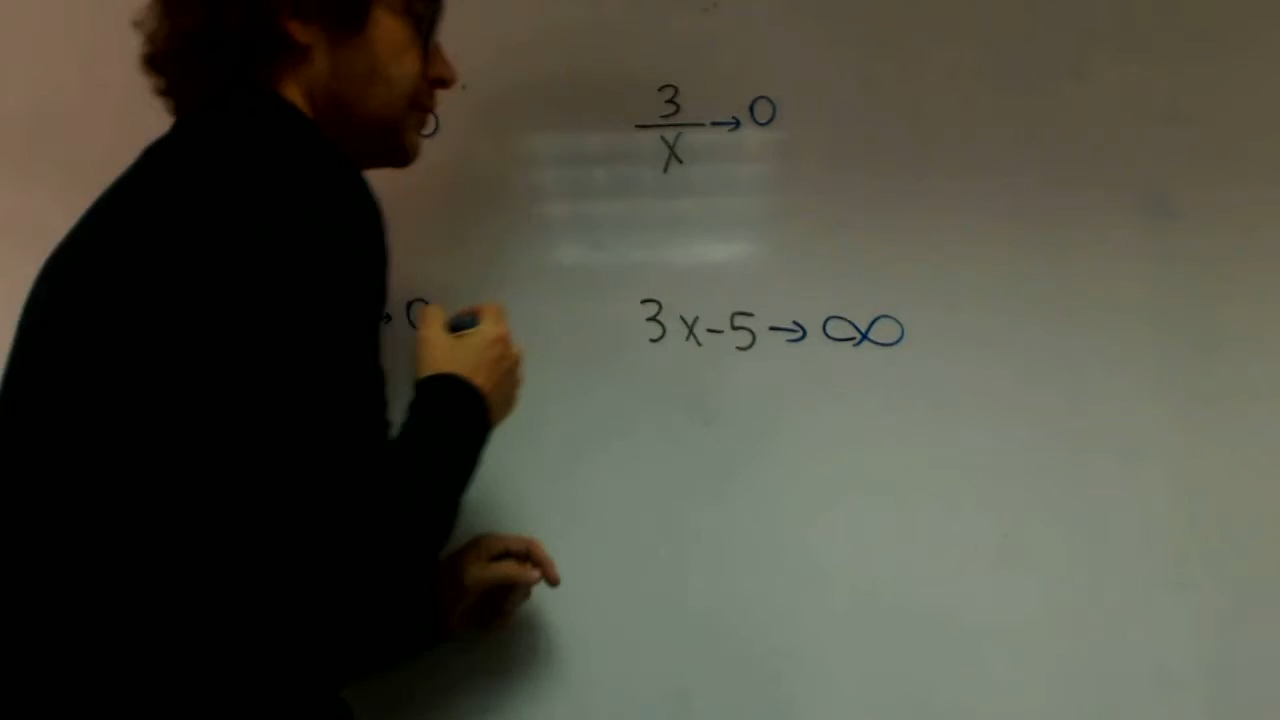 3/x → 0
3x-5 → ∞